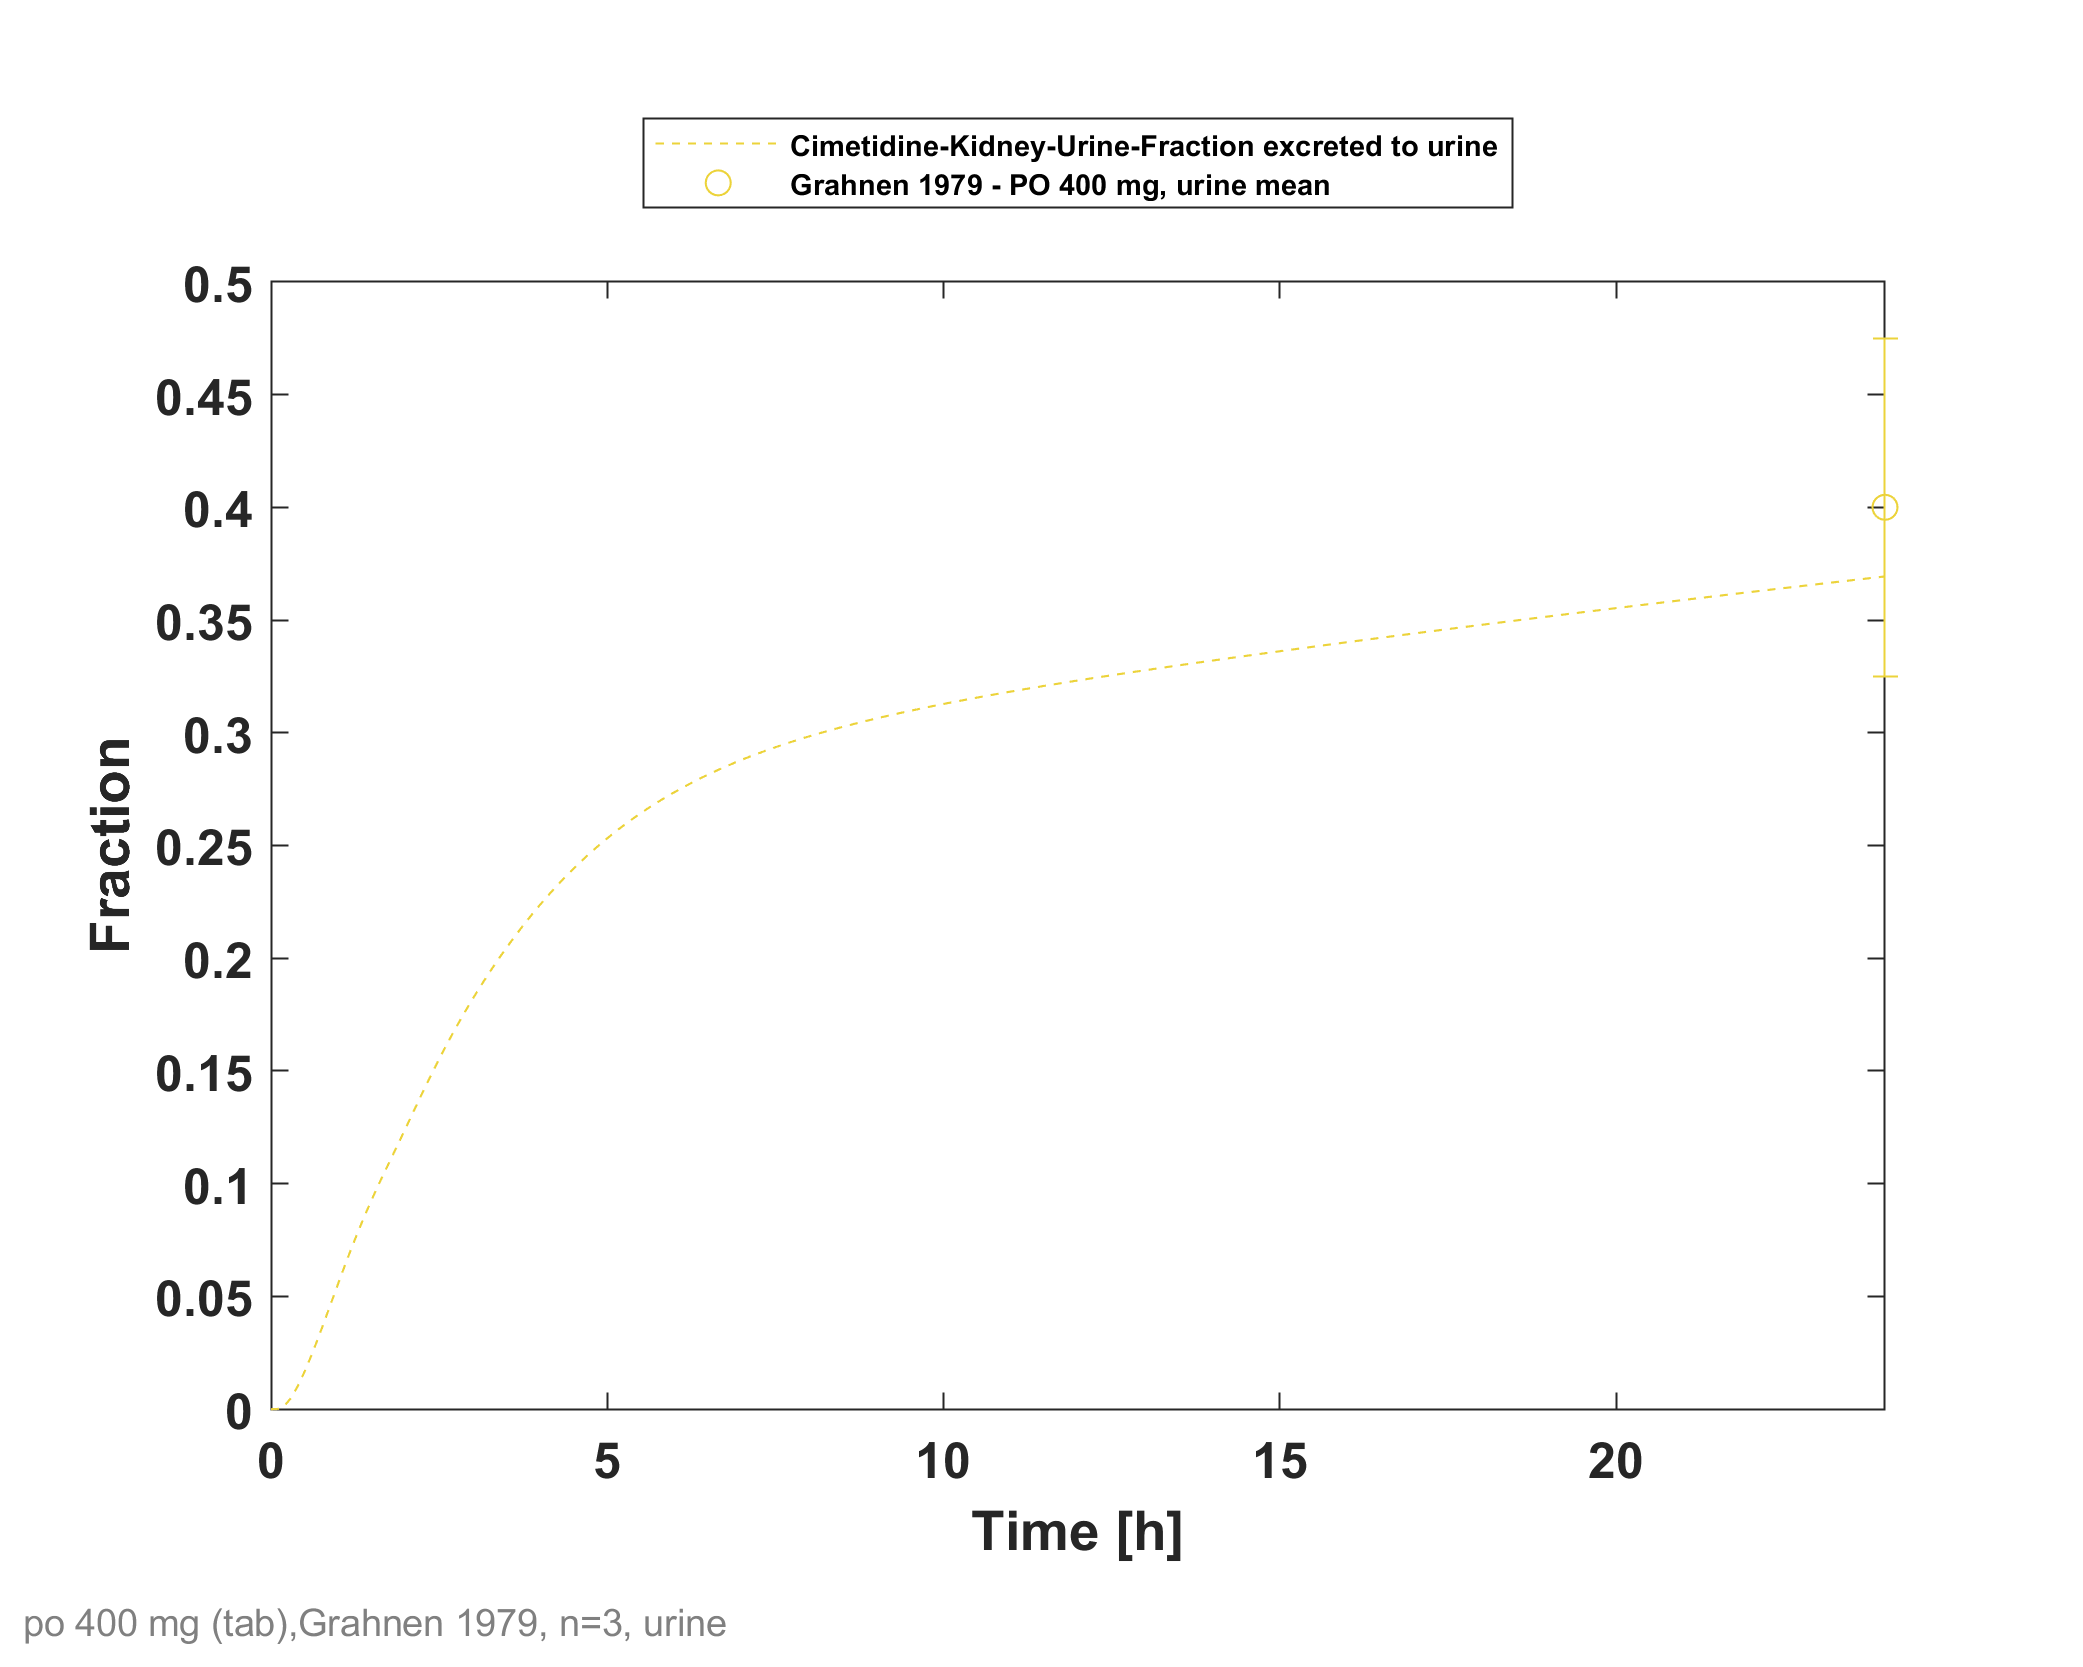 Cimetidine-Kidney-Urine-Fraction excreted to urine
Grahnen 1979 - PO 400 mg, urine mean
0.5
0.45
0.4
0.35
0.3
0.25
0.2
0.15
0.1
0.05
0
Fraction
0 5 10 15 20
Time [h]
po 400 mg (tab),Grahnen 1979, n=3, urine